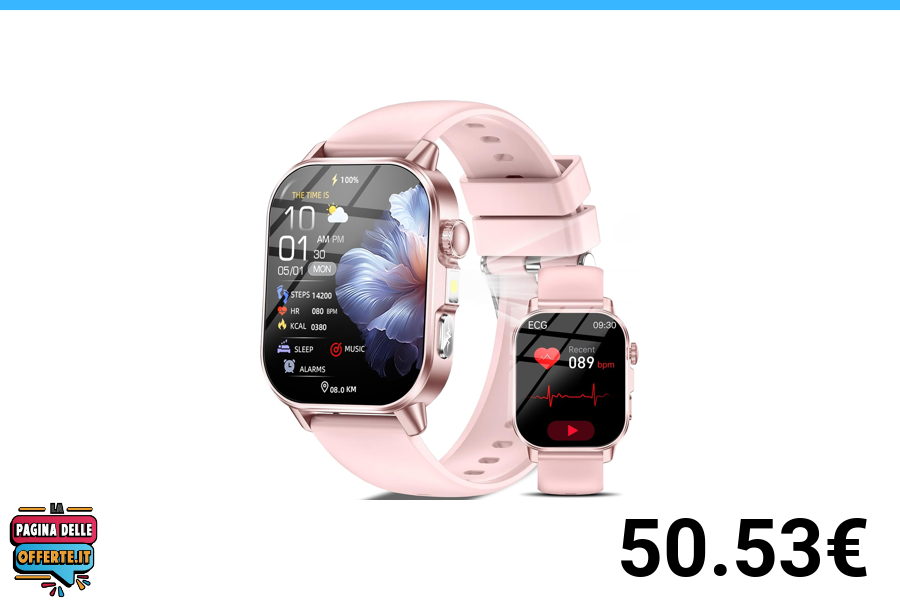 100%
THE TIME IS
10
01
AM PM
30
05/01 MON
STEPS 14200
HR 080 BPM
KCAL 0380
SLEEP MUSIC
ALARMS
08.0 KM
ECG 09:30
Recent
089 bpm
LA
PAGINA DELLE
OFFERTE.IT
50.53€